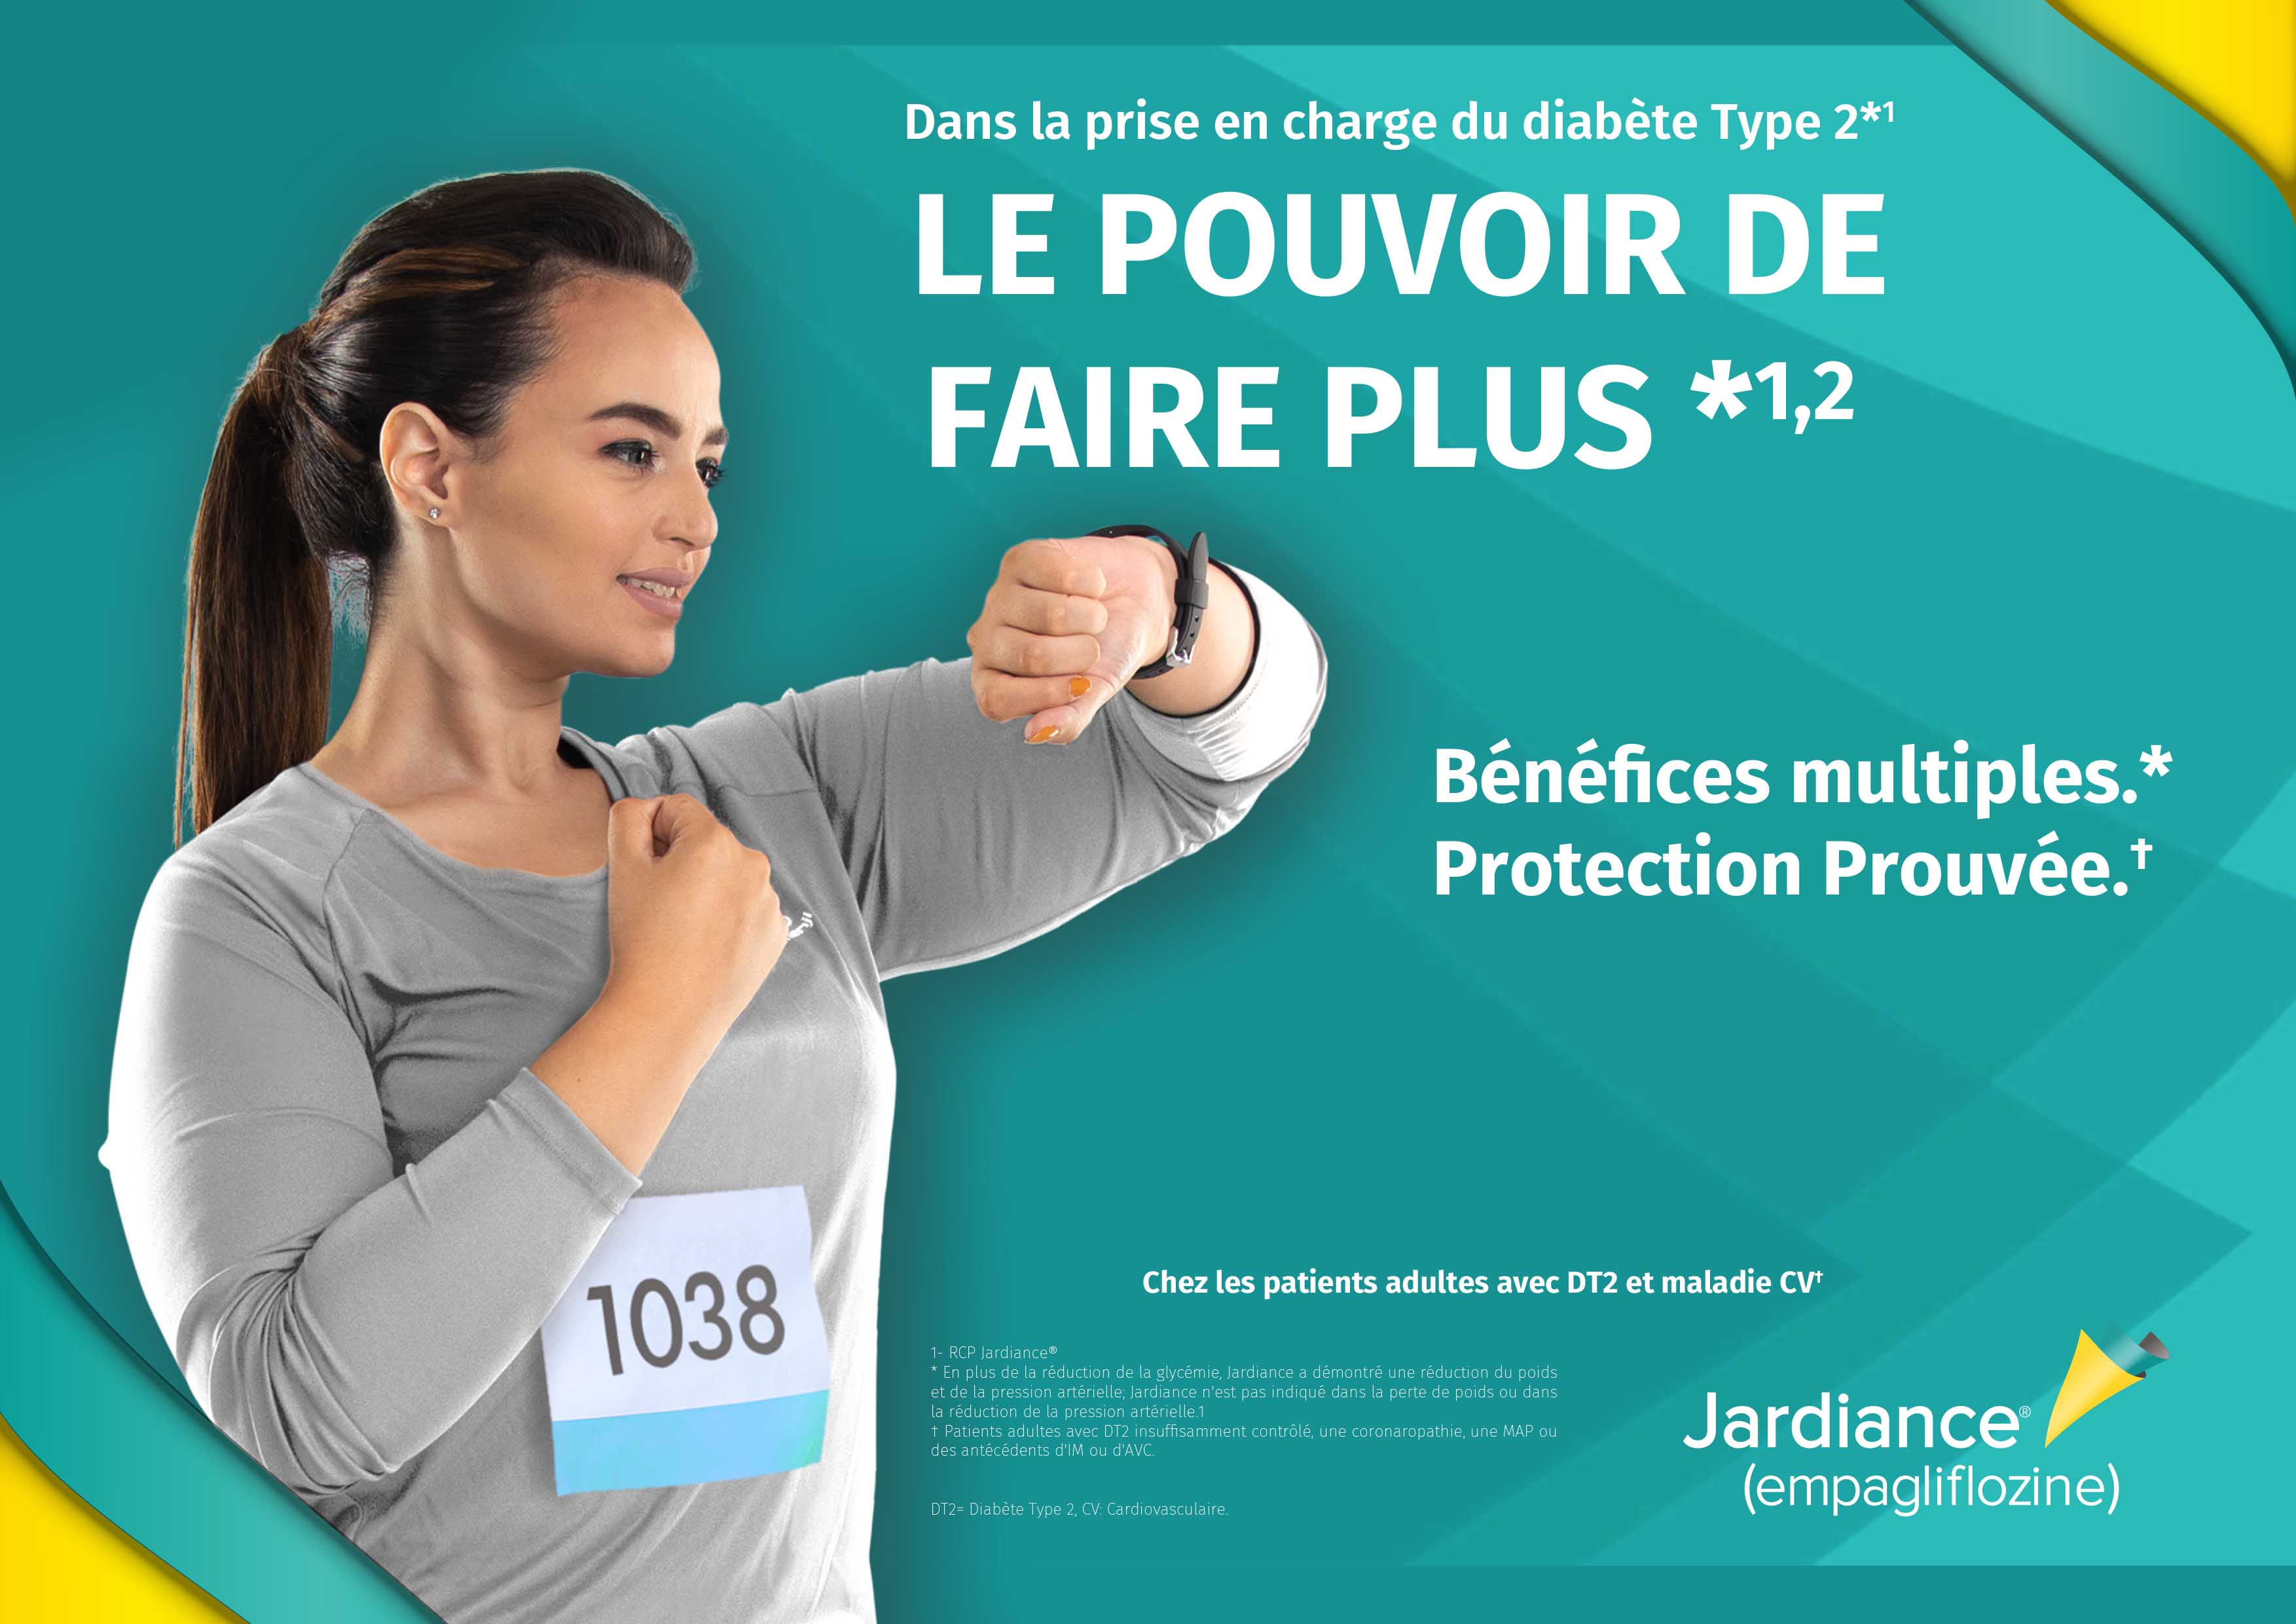 Dans la prise en charge du diabète Type 2*1
LE POUVOIR DE
FAIRE PLUS *1,2
Bénéfices multiples.*
Protection Prouvée.†
1038
Chez les patients adultes avec DT2 et maladie CV†
1- RCP Jardiance®
* En plus de la réduction de la glycémie, Jardiance a démontré une réduction du poids
et de la pression artérielle; Jardiance n'est pas indiqué dans la perte de poids ou dans
la réduction de la pression artérielle.1
† Patients adultes avec DT2 insuffisamment contrôlé, une coronaropathie, une MAP ou
des antécédents d'IM ou d'AVC.
DT2= Diabète Type 2, CV: Cardiovasculaire.
Jardiance®
(empagliflozine)